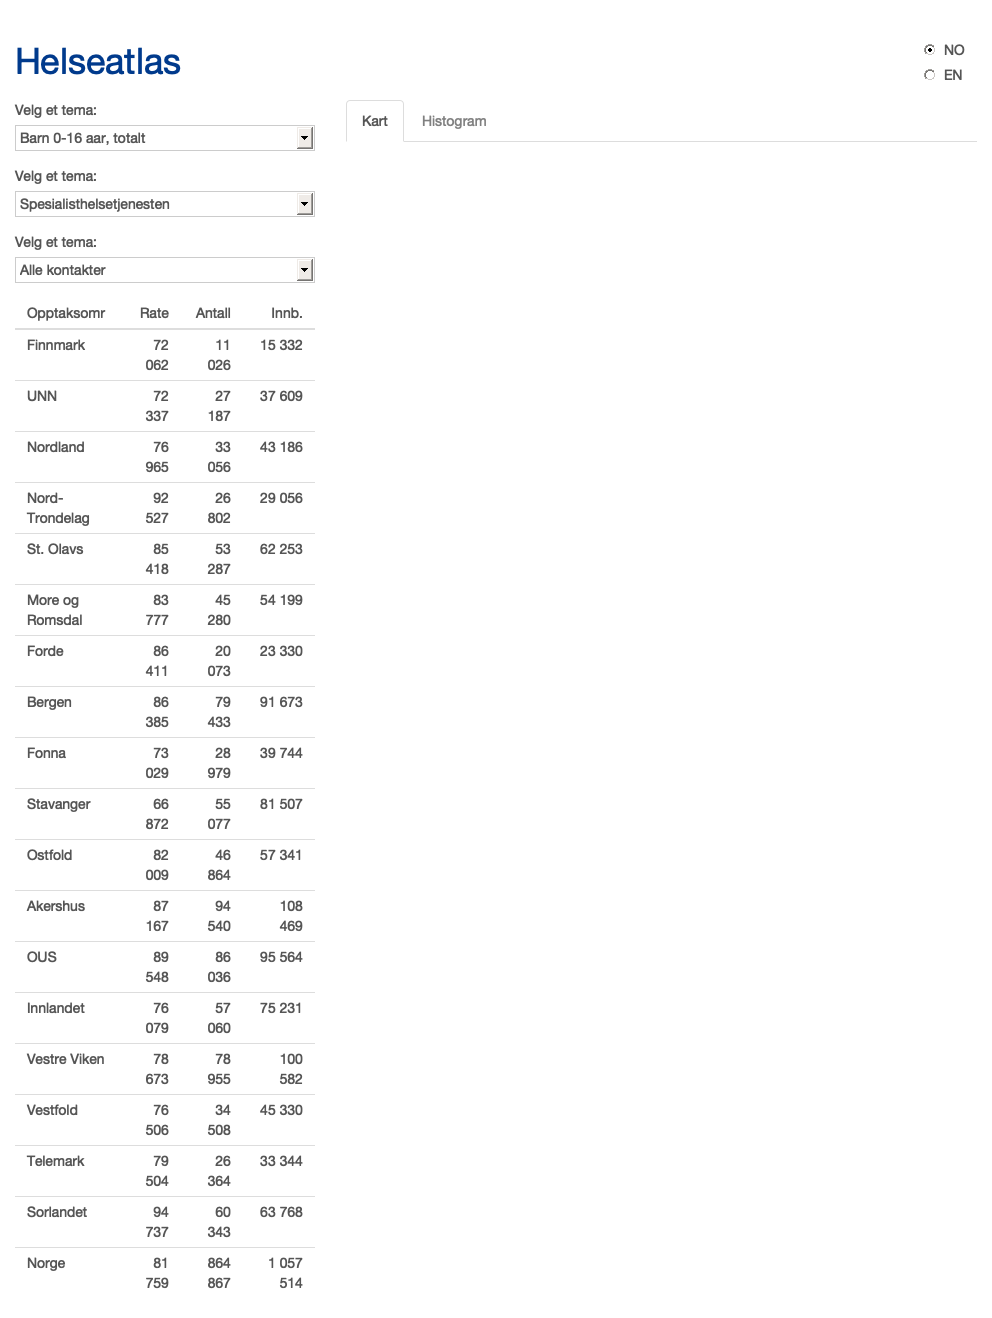 Helseatlas
NO
EN
Velg et tema:
Barn 0-16 aar, totalt
Velg et tema:
Spesialisthelsetjenesten
Velg et tema:
Alle kontakter
Kart Histogram
Opptaksomr Rate Antall Innb.
Finnmark 72 11 15 332
062 026
UNN 72 27 37 609
337 187
Nordland 76 33 43 186
965 056
Nord- 92 26 29 056
Trondelag 527 802
St. Olavs 85 53 62 253
418 287
More og 83 45 54 199
Romsdal 777 280
Forde 86 20 23 330
411 073
Bergen 86 79 91 673
385 433
Fonna 73 28 39 744
029 979
Stavanger 66 55 81 507
872 077
Ostfold 82 46 57 341
009 864
Akershus 87 94 108
167 540 469
OUS 89 86 95 564
548 036
Innlandet 76 57 75 231
079 060
Vestre Viken 78 78 100
673 955 582
Vestfold 76 34 45 330
506 508
Telemark 79 26 33 344
504 364
Sorlandet 94 60 63 768
737 343
Norge 81 864 1 057
759 867 514